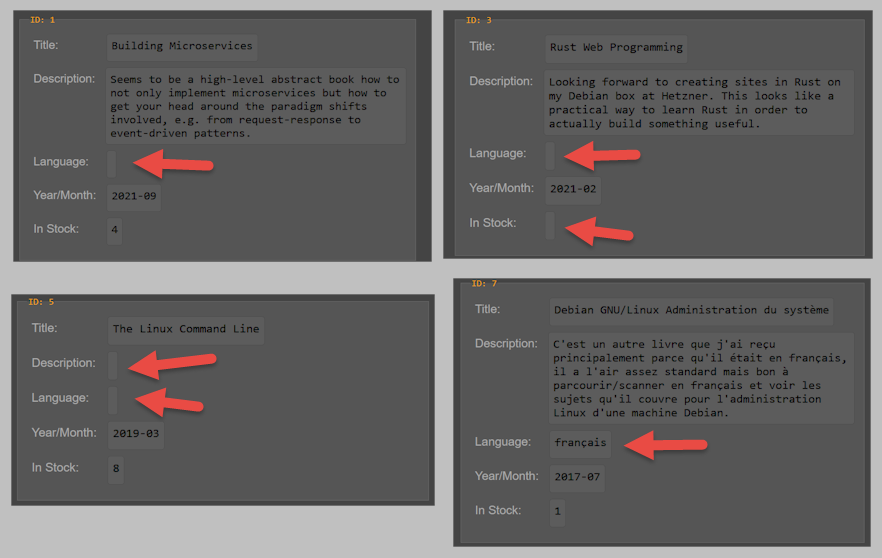 ID: 1
Title: Building Microservices
Description: Seems to be a high-level abstract book how to
not only implement microservices but how to
get your head around the paradigm shifts
involved, e.g. from request-response to
event-driven patterns.
Language:
Year/Month: 2021-09
In Stock: 4
ID: 3
Title: Rust Web Programming
Description: Looking forward to creating sites in Rust on
my Debian box at Hetzner. This looks like a
practical way to learn Rust in order to
actually build something useful.
Language:
Year/Month: 2021-02
In Stock:
ID: 5
Title: The Linux Command Line
Description:
Language:
Year/Month: 2019-03
In Stock: 8
ID: 7
Title: Debian GNU/Linux Administration du système
Description: C'est un autre livre que j'ai reçu
principalement parce qu'il était en français,
il a l'air assez standard mais bon à
parcourir/scanner en français et voir les
sujets qu'il couvre pour l'administration
Linux d'une machine Debian.
Language: français
Year/Month: 2017-07
In Stock: 1